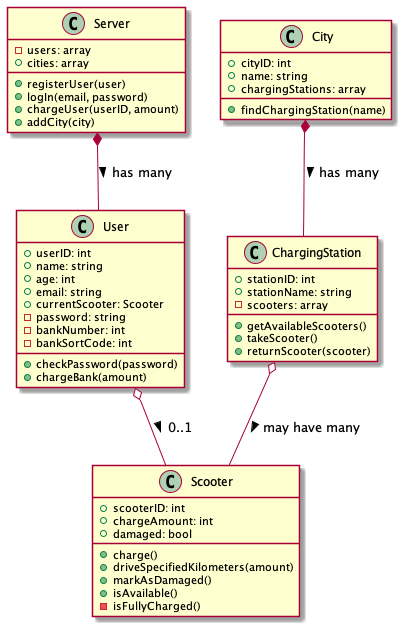 C Server
users: array
cities: array
registerUser(user)
logIn(email, password)
chargeUser(userID, amount)
addCity(city)
C City
cityID: int
name: string
chargingStations: array
findChargingStation(name)
has many
has many
C User
userID: int
name: string
age: int
email: string
currentScooter: Scooter
password: string
bankNumber: int
bankSortCode: int
checkPassword(password)
chargeBank(amount)
C ChargingStation
stationID: int
stationName: string
scooters: array
getAvailableScooters()
takeScooter()
returnScooter(scooter)
0..1
may have many
C Scooter
scooterID: int
chargeAmount: int
damaged: bool
charge()
driveSpecifiedKilometers(amount)
markAsDamaged()
isAvailable()
isFullyCharged()